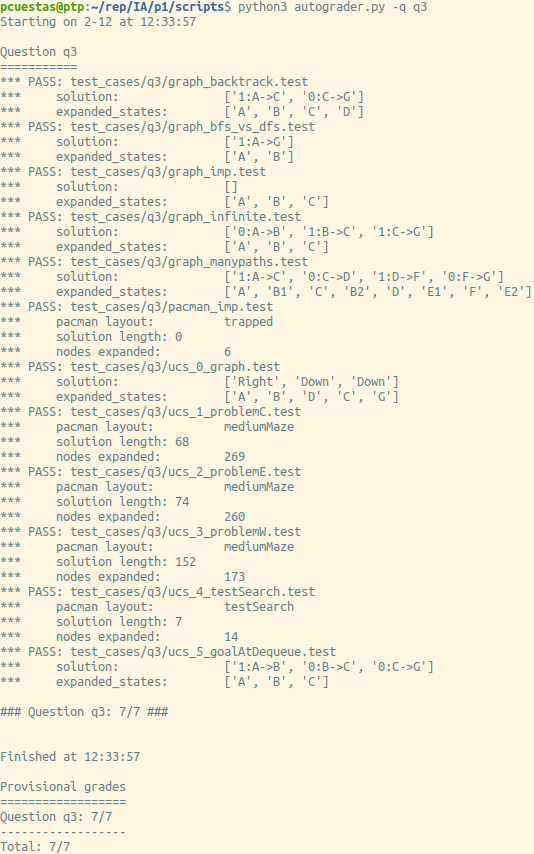 pcuestas@ptp:~/rep/IA/p1/scripts$ python3 autograder.py -q q3
Starting on 2-12 at 12:33:57

Question q3
===========
*** PASS: test_cases/q3/graph_backtrack.test
***     solution:               ['1:A->C', '0:C->G']
***     expanded_states:        ['A', 'B', 'C', 'D']
*** PASS: test_cases/q3/graph_bfs_vs_dfs.test
***     solution:               ['1:A->G']
***     expanded_states:        ['A', 'B']
*** PASS: test_cases/q3/graph_imp.test
***     solution:               []
***     expanded_states:        ['A', 'B', 'C']
*** PASS: test_cases/q3/graph_infinite.test
***     solution:               ['0:A->B', '1:B->C', '1:C->G']
***     expanded_states:        ['A', 'B', 'C']
*** PASS: test_cases/q3/graph_manypaths.test
***     solution:               ['1:A->C', '0:C->D', '1:D->F', '0:F->G']
***     expanded_states:        ['A', 'B1', 'C', 'B2', 'D', 'E1', 'F', 'E2']
*** PASS: test_cases/q3/pacman_imp.test
***     pacman layout:          trapped
***     solution length: 0
***     nodes expanded:         6
*** PASS: test_cases/q3/ucs_0_graph.test
***     solution:               ['Right', 'Down', 'Down']
***     expanded_states:        ['A', 'B', 'D', 'C', 'G']
*** PASS: test_cases/q3/ucs_1_problemC.test
***     pacman layout:          mediumMaze
***     solution length: 68
***     nodes expanded:         269
*** PASS: test_cases/q3/ucs_2_problemE.test
***     pacman layout:          mediumMaze
***     solution length: 74
***     nodes expanded:         260
*** PASS: test_cases/q3/ucs_3_problemW.test
***     pacman layout:          mediumMaze
***     solution length: 152
***     nodes expanded:         173
*** PASS: test_cases/q3/ucs_4_testSearch.test
***     pacman layout:          testSearch
***     solution length: 7
***     nodes expanded:         14
*** PASS: test_cases/q3/ucs_5_goalAtDequeue.test
***     solution:               ['1:A->B', '0:B->C', '0:C->G']
***     expanded_states:        ['A', 'B', 'C']

### Question q3: 7/7 ###


Finished at 12:33:57

Provisional grades
==================
Question q3: 7/7
------------------
Total: 7/7